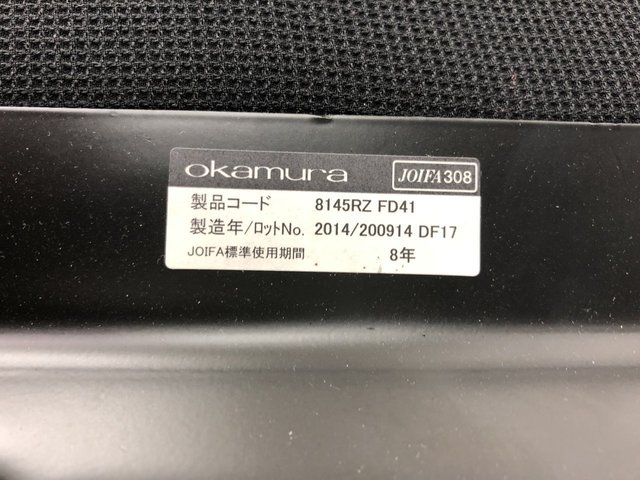 okamura JOIFA308
製品コード 8145RZ FD41
製造年/ロットNo. 2014/200914 DF17
JOIFA標準使用期間 8年